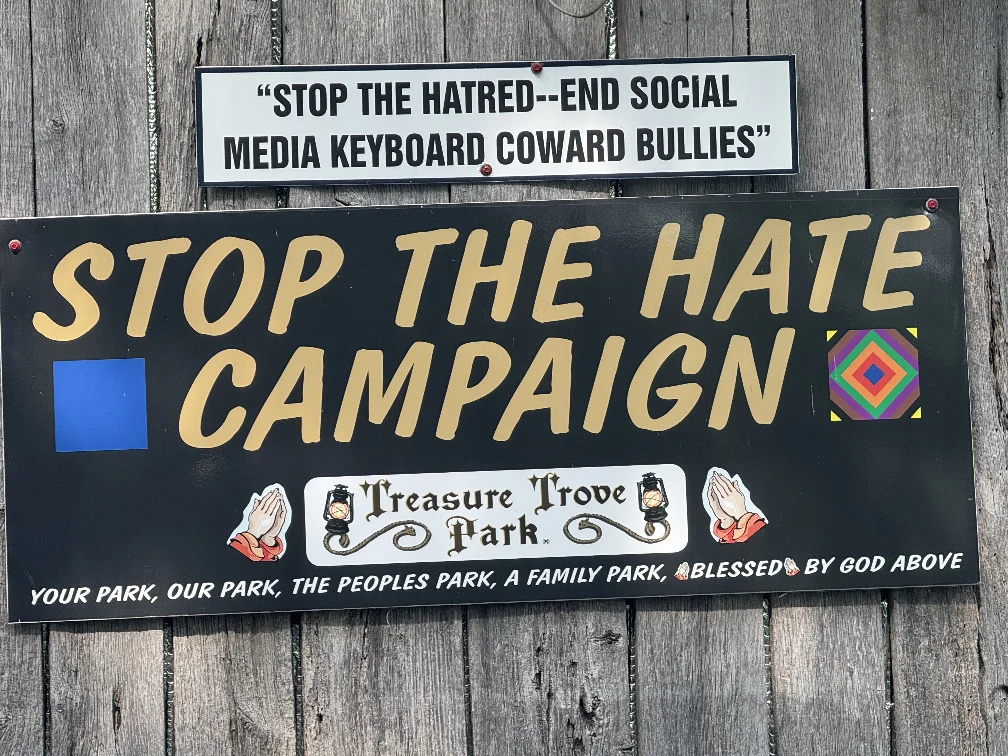 “STOP THE HATRED--END SOCIAL
MEDIA KEYBOARD COWARD BULLIES”
STOP THE HATE
CAMPAIGN
Treasure Trove
Park
YOUR PARK, OUR PARK, THE PEOPLES PARK, A FAMILY PARK, BLESSED BY GOD ABOVE